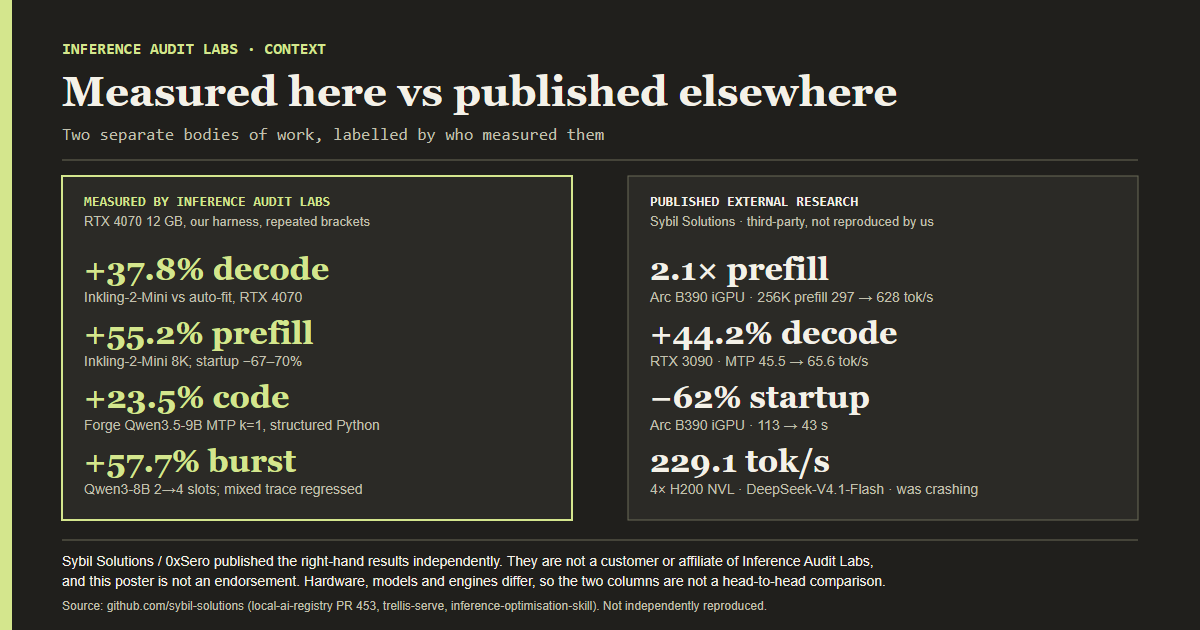 INFERENCE AUDIT LABS · CONTEXT
Measured here vs published elsewhere
Two separate bodies of work, labelled by who measured them
MEASURED BY INFERENCE AUDIT LABS
RTX 4070 12 GB, our harness, repeated brackets
+37.8% decode
Inkling-2-Mini vs auto-fit, RTX 4070
+55.2% prefill
Inkling-2-Mini 8K; startup −67–70%
+23.5% code
Forge Qwen3.5-9B MTP k=1, structured Python
+57.7% burst
Qwen3-8B 2→4 slots; mixed trace regressed
PUBLISHED EXTERNAL RESEARCH
Sybil Solutions · third-party, not reproduced by us
2.1× prefill
Arc B390 iGPU · 256K prefill 297 → 628 tok/s
+44.2% decode
RTX 3090 · MTP 45.5 → 65.6 tok/s
−62% startup
Arc B390 iGPU · 113 → 43 s
229.1 tok/s
4× H200 NVL · DeepSeek-V4.1-Flash · was crashing
Sybil Solutions / 0xSero published the right-hand results independently. They are not a customer or affiliate of Inference Audit Labs,
and this poster is not an endorsement. Hardware, models and engines differ, so the two columns are not a head-to-head comparison.
Source: github.com/sybil-solutions (local-ai-registry PR 453, trellis-serve, inference-optimisation-skill). Not independently reproduced.